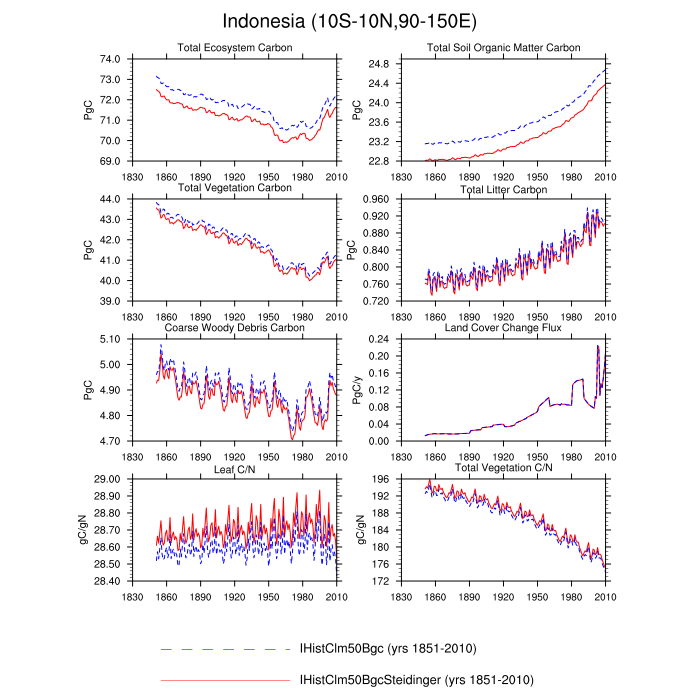 Indonesia (10S-10N,90-150E)
Total Ecosystem Carbon
Total Soil Organic Matter Carbon
PgC
74.0
73.0
72.0
71.0
70.0
69.0
1830 1860 1890 1920 1950 1980 2010
PgC
24.8
24.4
24.0
23.6
23.2
22.8
1830 1860 1890 1920 1950 1980 2010
Total Vegetation Carbon
Total Litter Carbon
PgC
44.0
43.0
42.0
41.0
40.0
39.0
1830 1860 1890 1920 1950 1980 2010
PgC
0.960
0.920
0.880
0.840
0.800
0.760
0.720
1830 1860 1890 1920 1950 1980 2010
Coarse Woody Debris Carbon
Land Cover Change Flux
PgC
5.10
5.00
4.90
4.80
4.70
1830 1860 1890 1920 1950 1980 2010
PgC/y
0.24
0.20
0.16
0.12
0.08
0.04
0.00
1830 1860 1890 1920 1950 1980 2010
Leaf C/N
Total Vegetation C/N
gC/gN
29.00
28.90
28.80
28.70
28.60
28.50
28.40
1830 1860 1890 1920 1950 1980 2010
gC/gN
196
192
188
184
180
176
172
1830 1860 1890 1920 1950 1980 2010
IHistClm50Bgc (yrs 1851-2010)
IHistClm50BgcSteidinger (yrs 1851-2010)